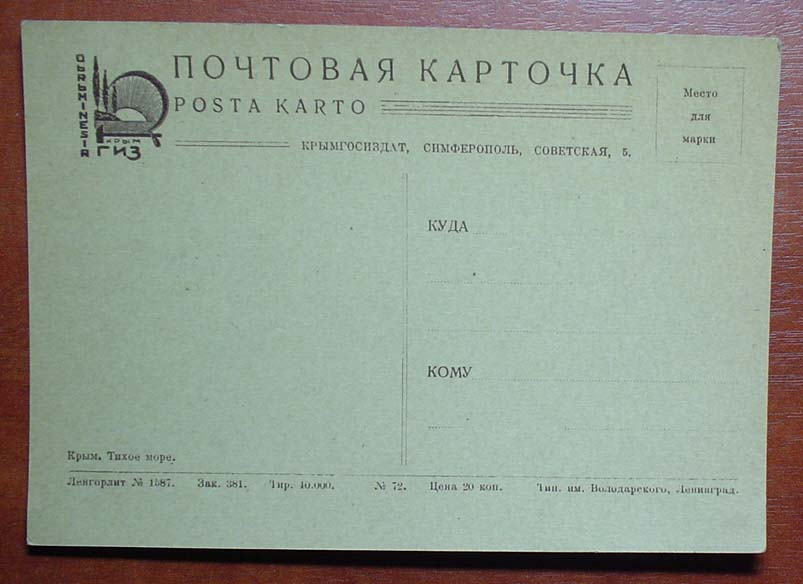 ПОЧТОВАЯ КАРТОЧКА
POSTA KARTO
КРЫМ
ГИЗ
КРЫМГОСИЗДАТ, СИМФЕРОПОЛЬ, СОВЕТСКАЯ, 5.
Место
для
марки
КУДА
КОМУ
Крым. Тихое море.
Ленгорлит № 1587. Зак. 381. Тир. 10.000. № 72. Цена 20 коп. Тип. им. Володарского, Ленинград.